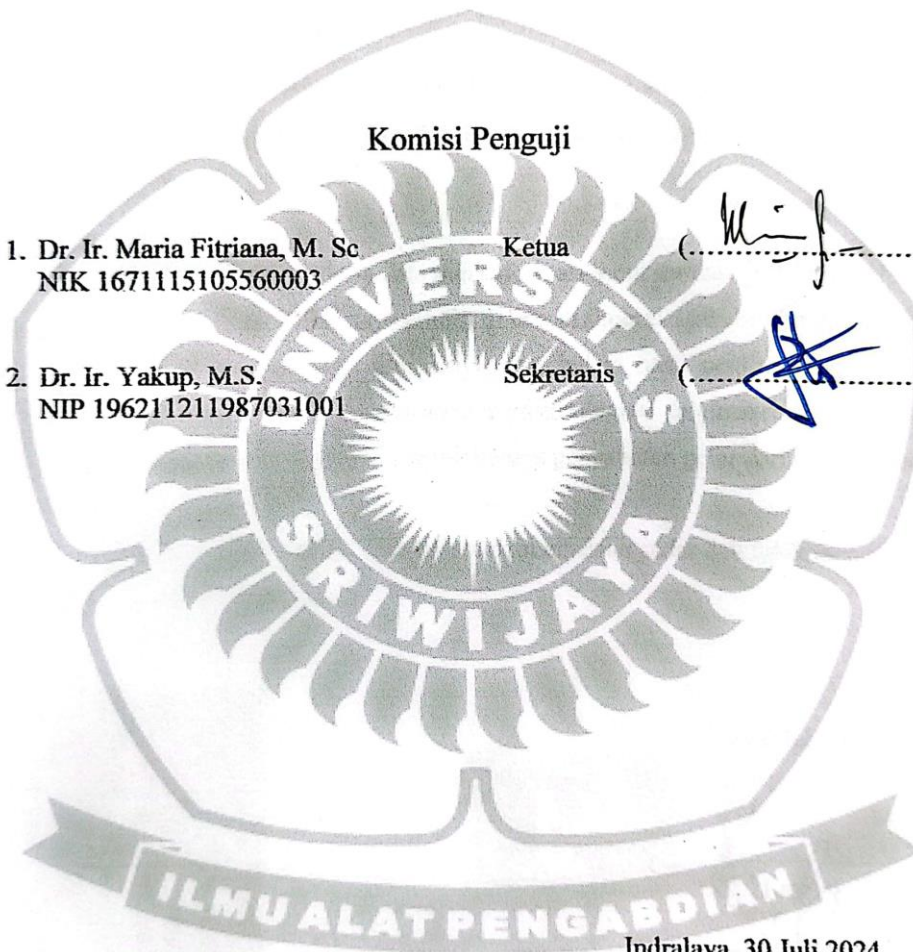 Komisi Penguji
1. Dr. Ir. Maria Fitriana, M. Sc Ketua (....................
NIK 1671115105560003
2. Dr. Ir. Yakup, M.S. Sekretaris (....................
NIP 196211211987031001
UNIVERSITAS
SRIWIJAYA
ILMU ALAT PENGABDIAN
Indralaya, 30 Juli 2024